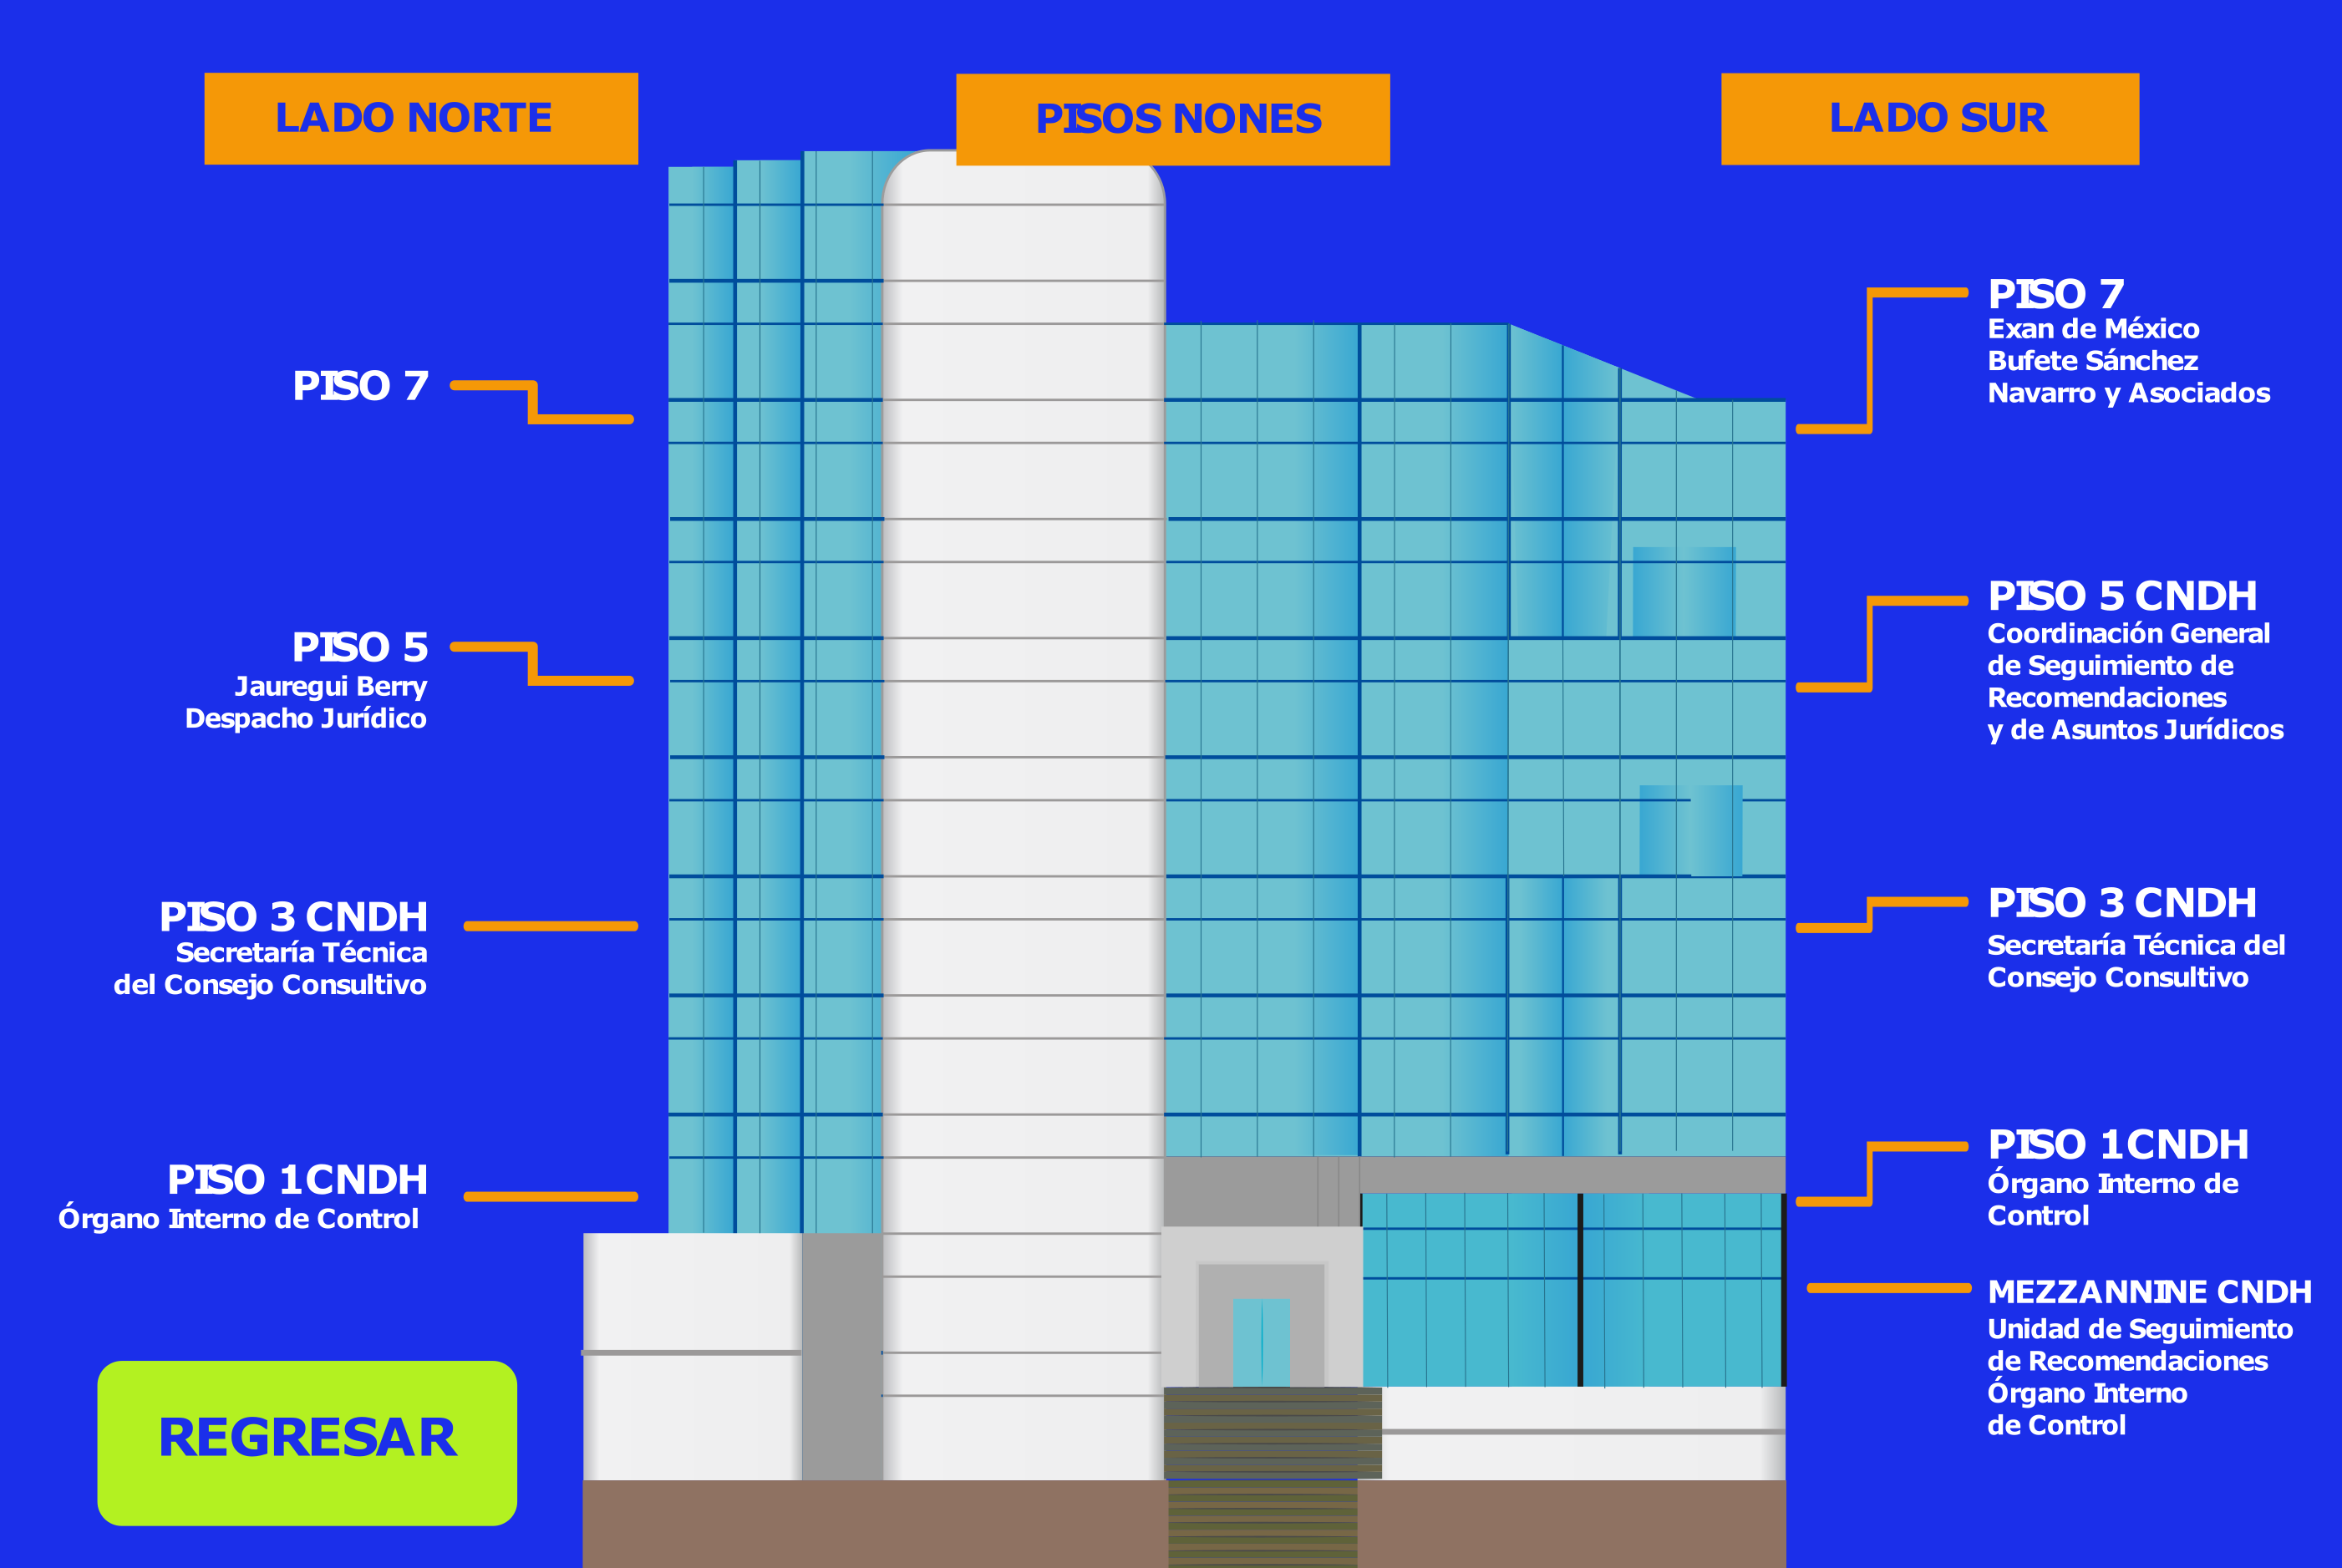 LADO NORTE
PISOS NONES
LADO SUR
PISO 7
PISO 5
Jauregui Berry
Despacho Jurídico
PISO 3 CNDH
Secretaría Técnica
del Consejo Consultivo
PISO 1 CNDH
Órgano Interno de Control
REGRESAR
PISO 7
Exan de México
Bufete Sánchez
Navarro y Asociados
PISO 5 CNDH
Coordinación General
de Seguimiento de
Recomendaciones
y de Asuntos Jurídicos
PISO 3 CNDH
Secretaría Técnica del
Consejo Consultivo
PISO 1 CNDH
Órgano Interno de
Control
MEZZANNINE CNDH
Unidad de Seguimiento
de Recomendaciones
Órgano Interno
de Control